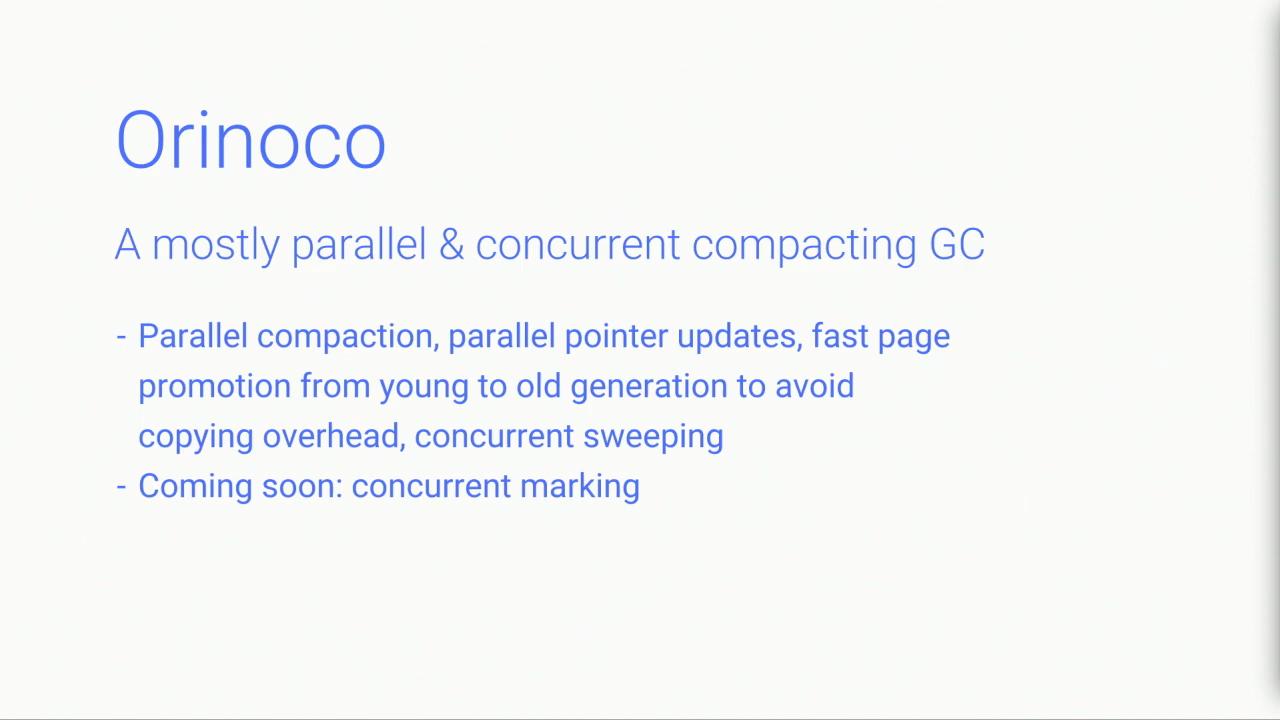 Orinoco
A mostly parallel & concurrent compacting GC
- Parallel compaction, parallel pointer updates, fast page
promotion from young to old generation to avoid
copying overhead, concurrent sweeping
- Coming soon: concurrent marking